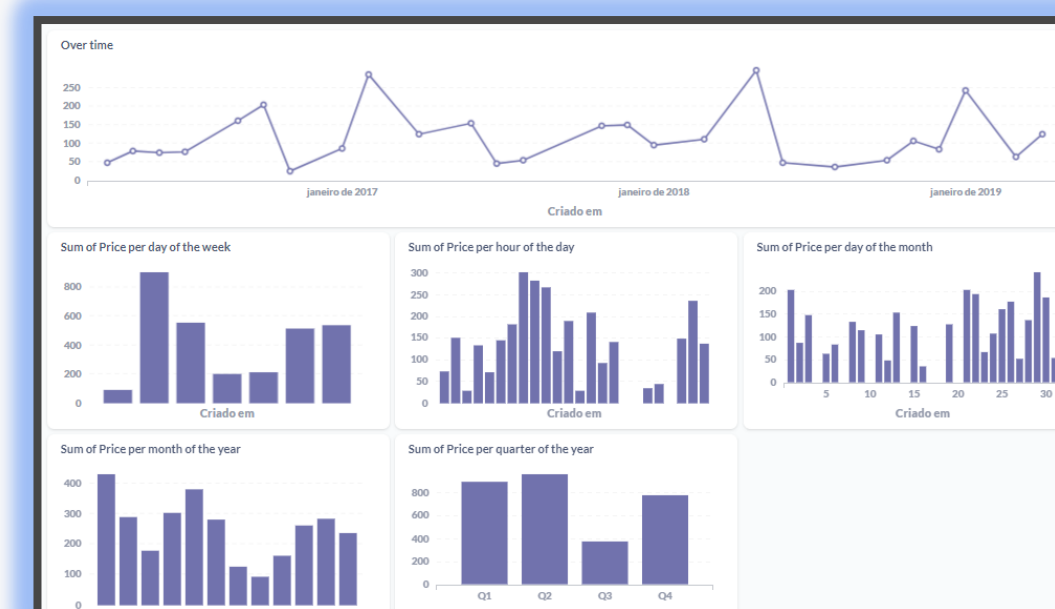 Over time
250
200
150
100
50
0
janeiro de 2017 janeiro de 2018 janeiro de 2019
Criado em
Sum of Price per day of the week
800
600
400
200
0
Criado em
Sum of Price per hour of the day
300
250
200
150
100
50
0
Criado em
Sum of Price per day of the month
200
150
100
50
0
5 10 15 20 25 30
Criado em
Sum of Price per month of the year
400
300
200
100
0
Sum of Price per quarter of the year
800
600
400
200
0
Q1 Q2 Q3 Q4